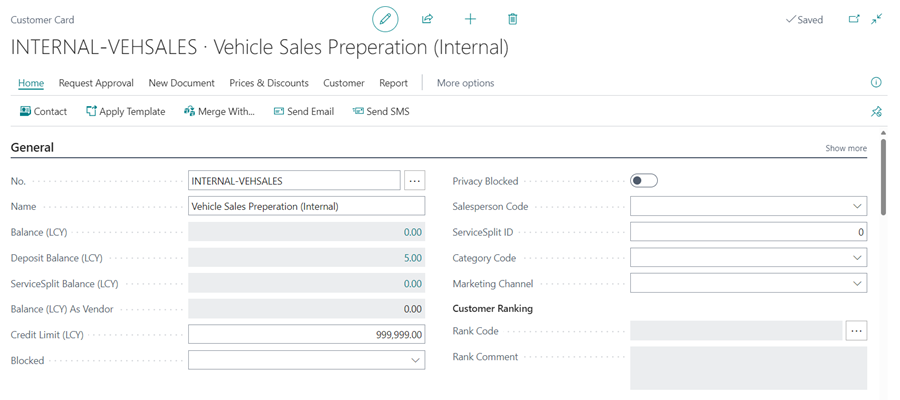 Customer Card
Saved
INTERNAL-VEHSALES · Vehicle Sales Preperation (Internal)
Home Request Approval New Document Prices & Discounts Customer Report More options
Contact Apply Template Merge With... Send Email Send SMS
General Show more
No. INTERNAL-VEHSALES Privacy Blocked
Name Vehicle Sales Preperation (Internal) Salesperson Code
Balance (LCY) 0.00 ServiceSplit ID 0
Deposit Balance (LCY) 5.00 Category Code
ServiceSplit Balance (LCY) 0.00 Marketing Channel
Balance (LCY) As Vendor 0.00 Customer Ranking
Credit Limit (LCY) 999,999.00 Rank Code
Blocked Rank Comment